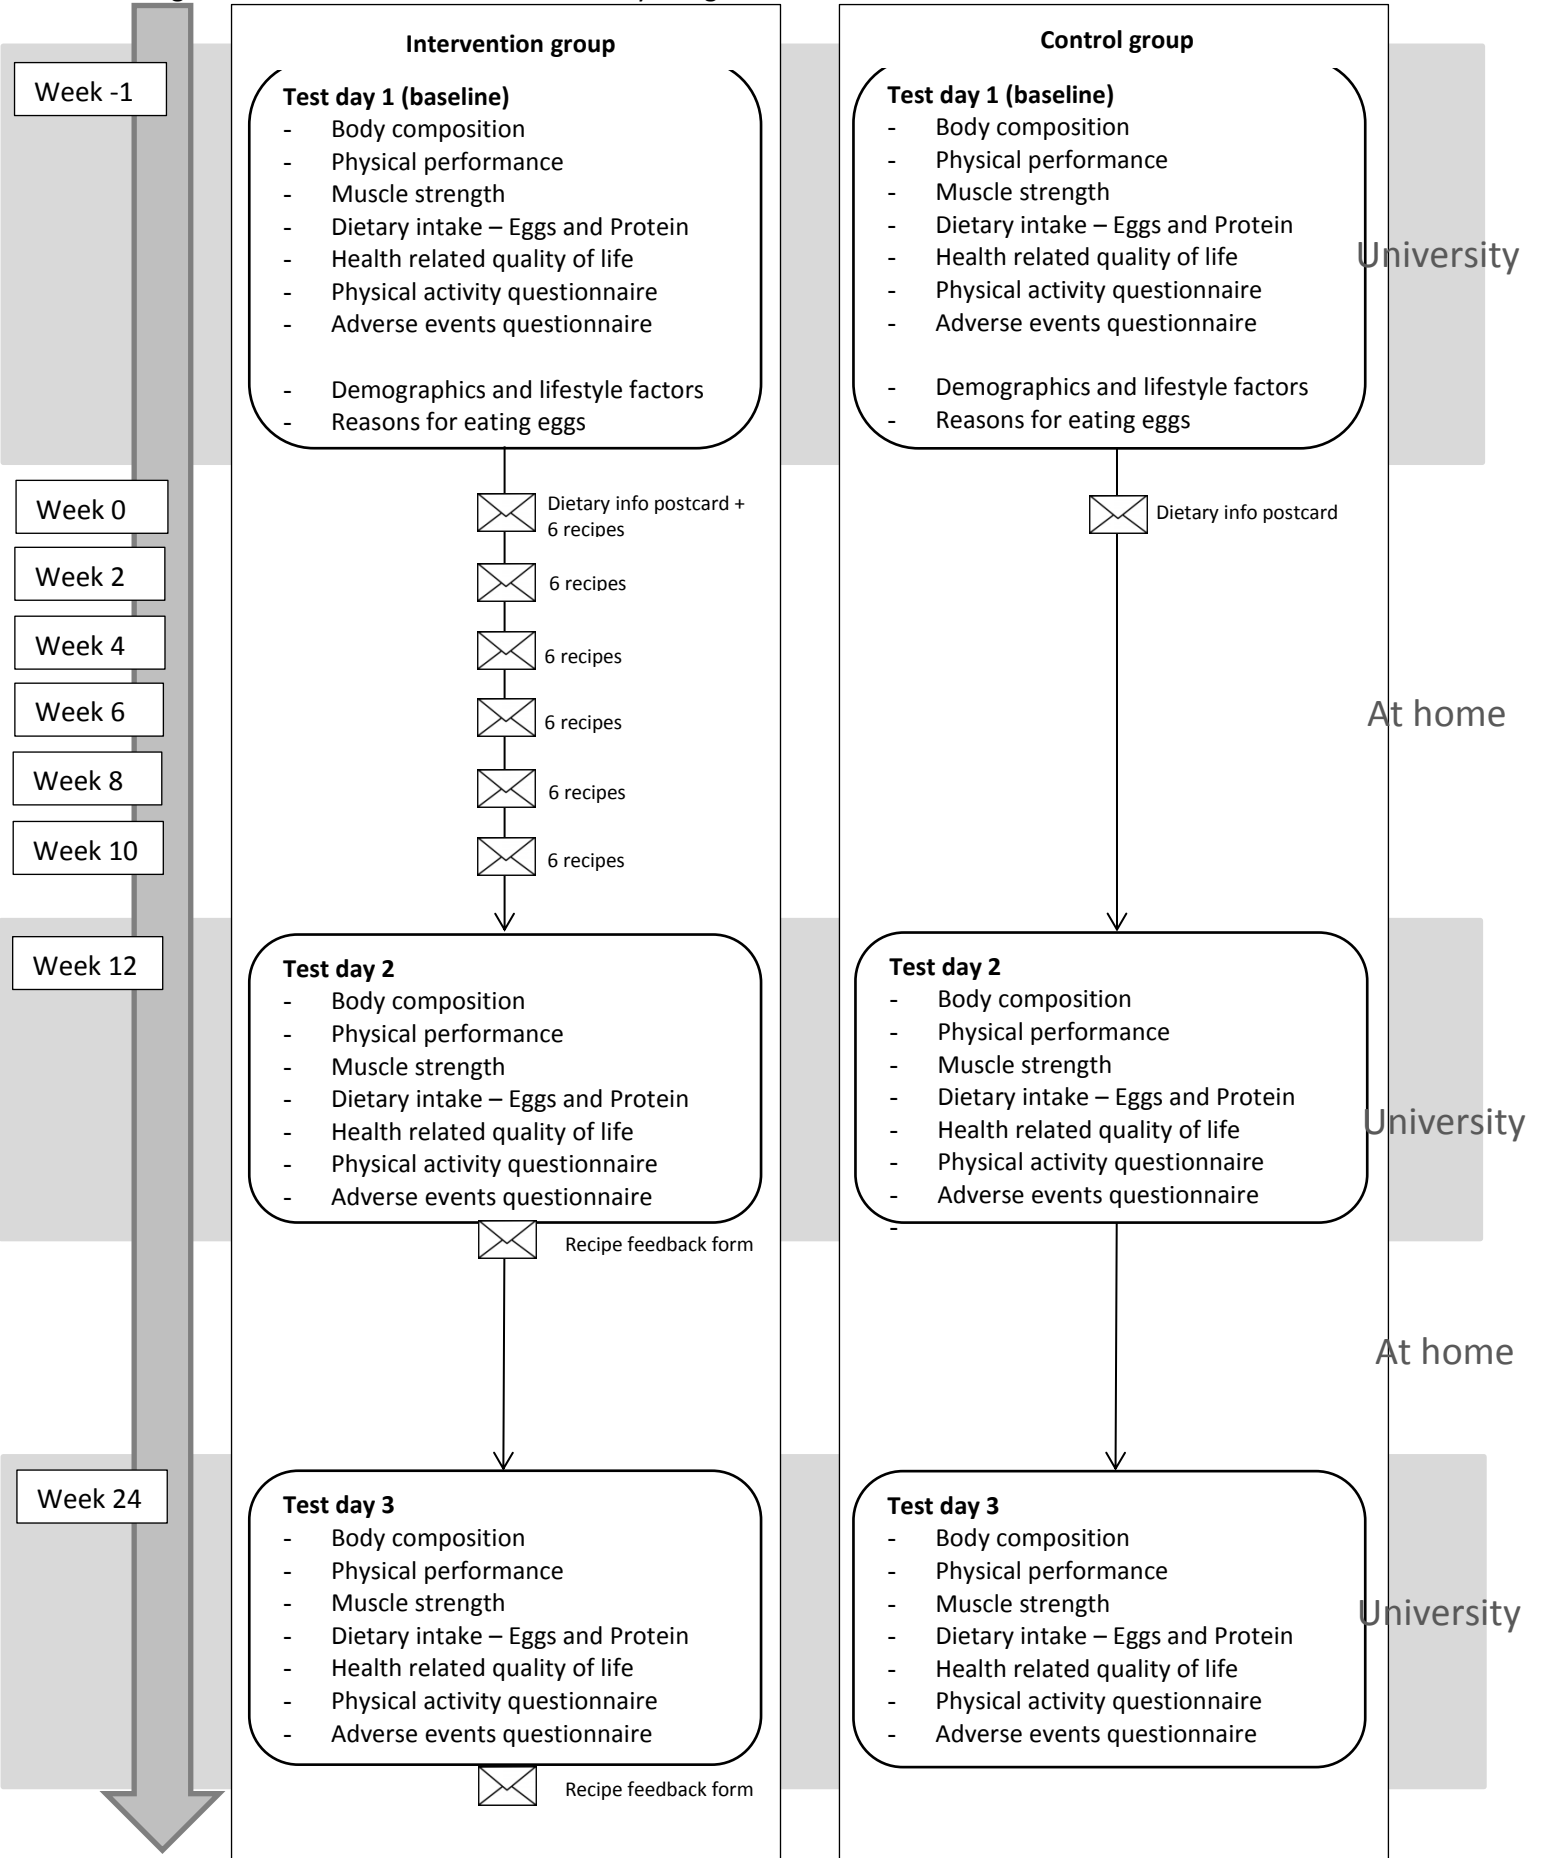 Intervention group
Control group
Week -1
Test day 1 (baseline)
- Body composition
- Physical performance
- Muscle strength
- Dietary intake – Eggs and Protein
- Health related quality of life
- Physical activity questionnaire
- Adverse events questionnaire
- Demographics and lifestyle factors
- Reasons for eating eggs
Test day 1 (baseline)
- Body composition
- Physical performance
- Muscle strength
- Dietary intake – Eggs and Protein
- Health related quality of life
- Physical activity questionnaire
- Adverse events questionnaire
- Demographics and lifestyle factors
- Reasons for eating eggs
University
Week 0
Dietary info postcard +
6 recipes
Dietary info postcard
Week 2
6 recipes
Week 4
6 recipes
Week 6
6 recipes
At home
Week 8
6 recipes
Week 10
6 recipes
Week 12
Test day 2
- Body composition
- Physical performance
- Muscle strength
- Dietary intake – Eggs and Protein
- Health related quality of life
- Physical activity questionnaire
- Adverse events questionnaire
Recipe feedback form
Test day 2
- Body composition
- Physical performance
- Muscle strength
- Dietary intake – Eggs and Protein
- Health related quality of life
- Physical activity questionnaire
- Adverse events questionnaire
-
University
At home
Week 24
Test day 3
- Body composition
- Physical performance
- Muscle strength
- Dietary intake – Eggs and Protein
- Health related quality of life
- Physical activity questionnaire
- Adverse events questionnaire
Recipe feedback form
Test day 3
- Body composition
- Physical performance
- Muscle strength
- Dietary intake – Eggs and Protein
- Health related quality of life
- Physical activity questionnaire
- Adverse events questionnaire
University